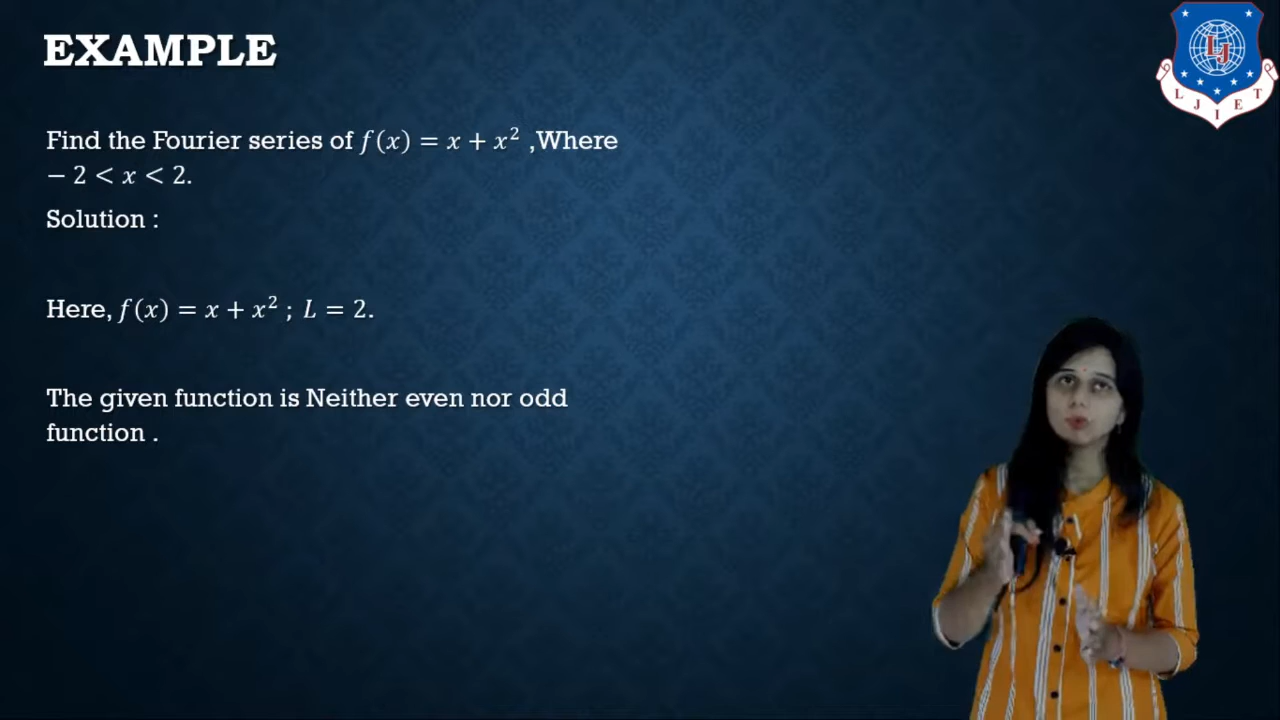 EXAMPLE
Find the Fourier series of f(x) = x + x² ,Where
− 2 < x < 2.
Solution :
Here, f(x) = x + x² ; L = 2.
The given function is Neither even nor odd
function .
LJ
L J I E T